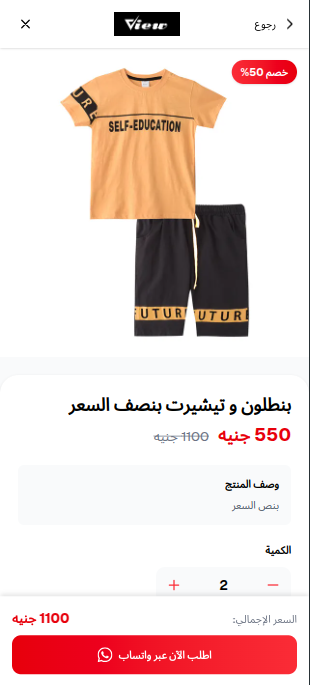 رجوع
View
خصم 50%
URE
SELF-EDUCATION
FUTUR
UTURE
بنطلون و تيشيرت بنصف السعر
550 جنيه 1100 جنيه
وصف المنتج
بنص السعر
الكمية
2
السعر الإجمالي:
1100 جنيه
اطلب الآن عبر واتساب